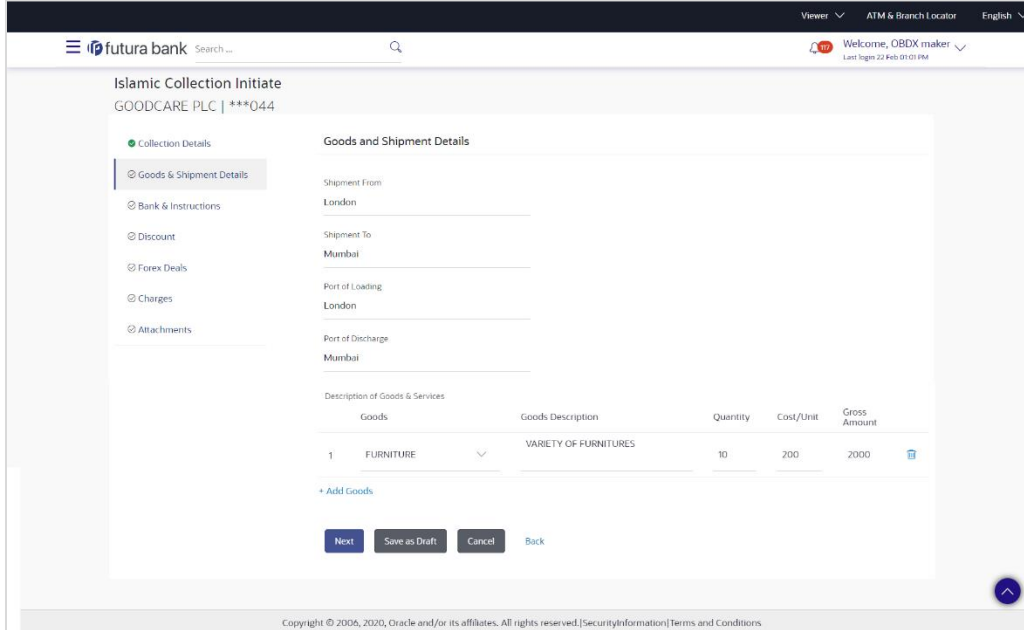 Viewer ATM & Branch Locator English
futura bank Search ... 117 Welcome, OBDX maker
Last login 22 Feb 01:01 PM
Islamic Collection Initiate
GOODCARE PLC | ***044
Collection Details
Goods & Shipment Details
Bank & Instructions
Discount
Forex Deals
Charges
Attachments
Goods and Shipment Details
Shipment From
London
Shipment To
Mumbai
Port of Loading
London
Port of Discharge
Mumbai
Description of Goods & Services
Goods Goods Description Quantity Cost/Unit Gross Amount
1 FURNITURE VARIETY OF FURNITURES 10 200 2000
+ Add Goods
Next Save as Draft Cancel Back
Copyright © 2006, 2020, Oracle and/or its affiliates. All rights reserved.|SecurityInformation|Terms and Conditions